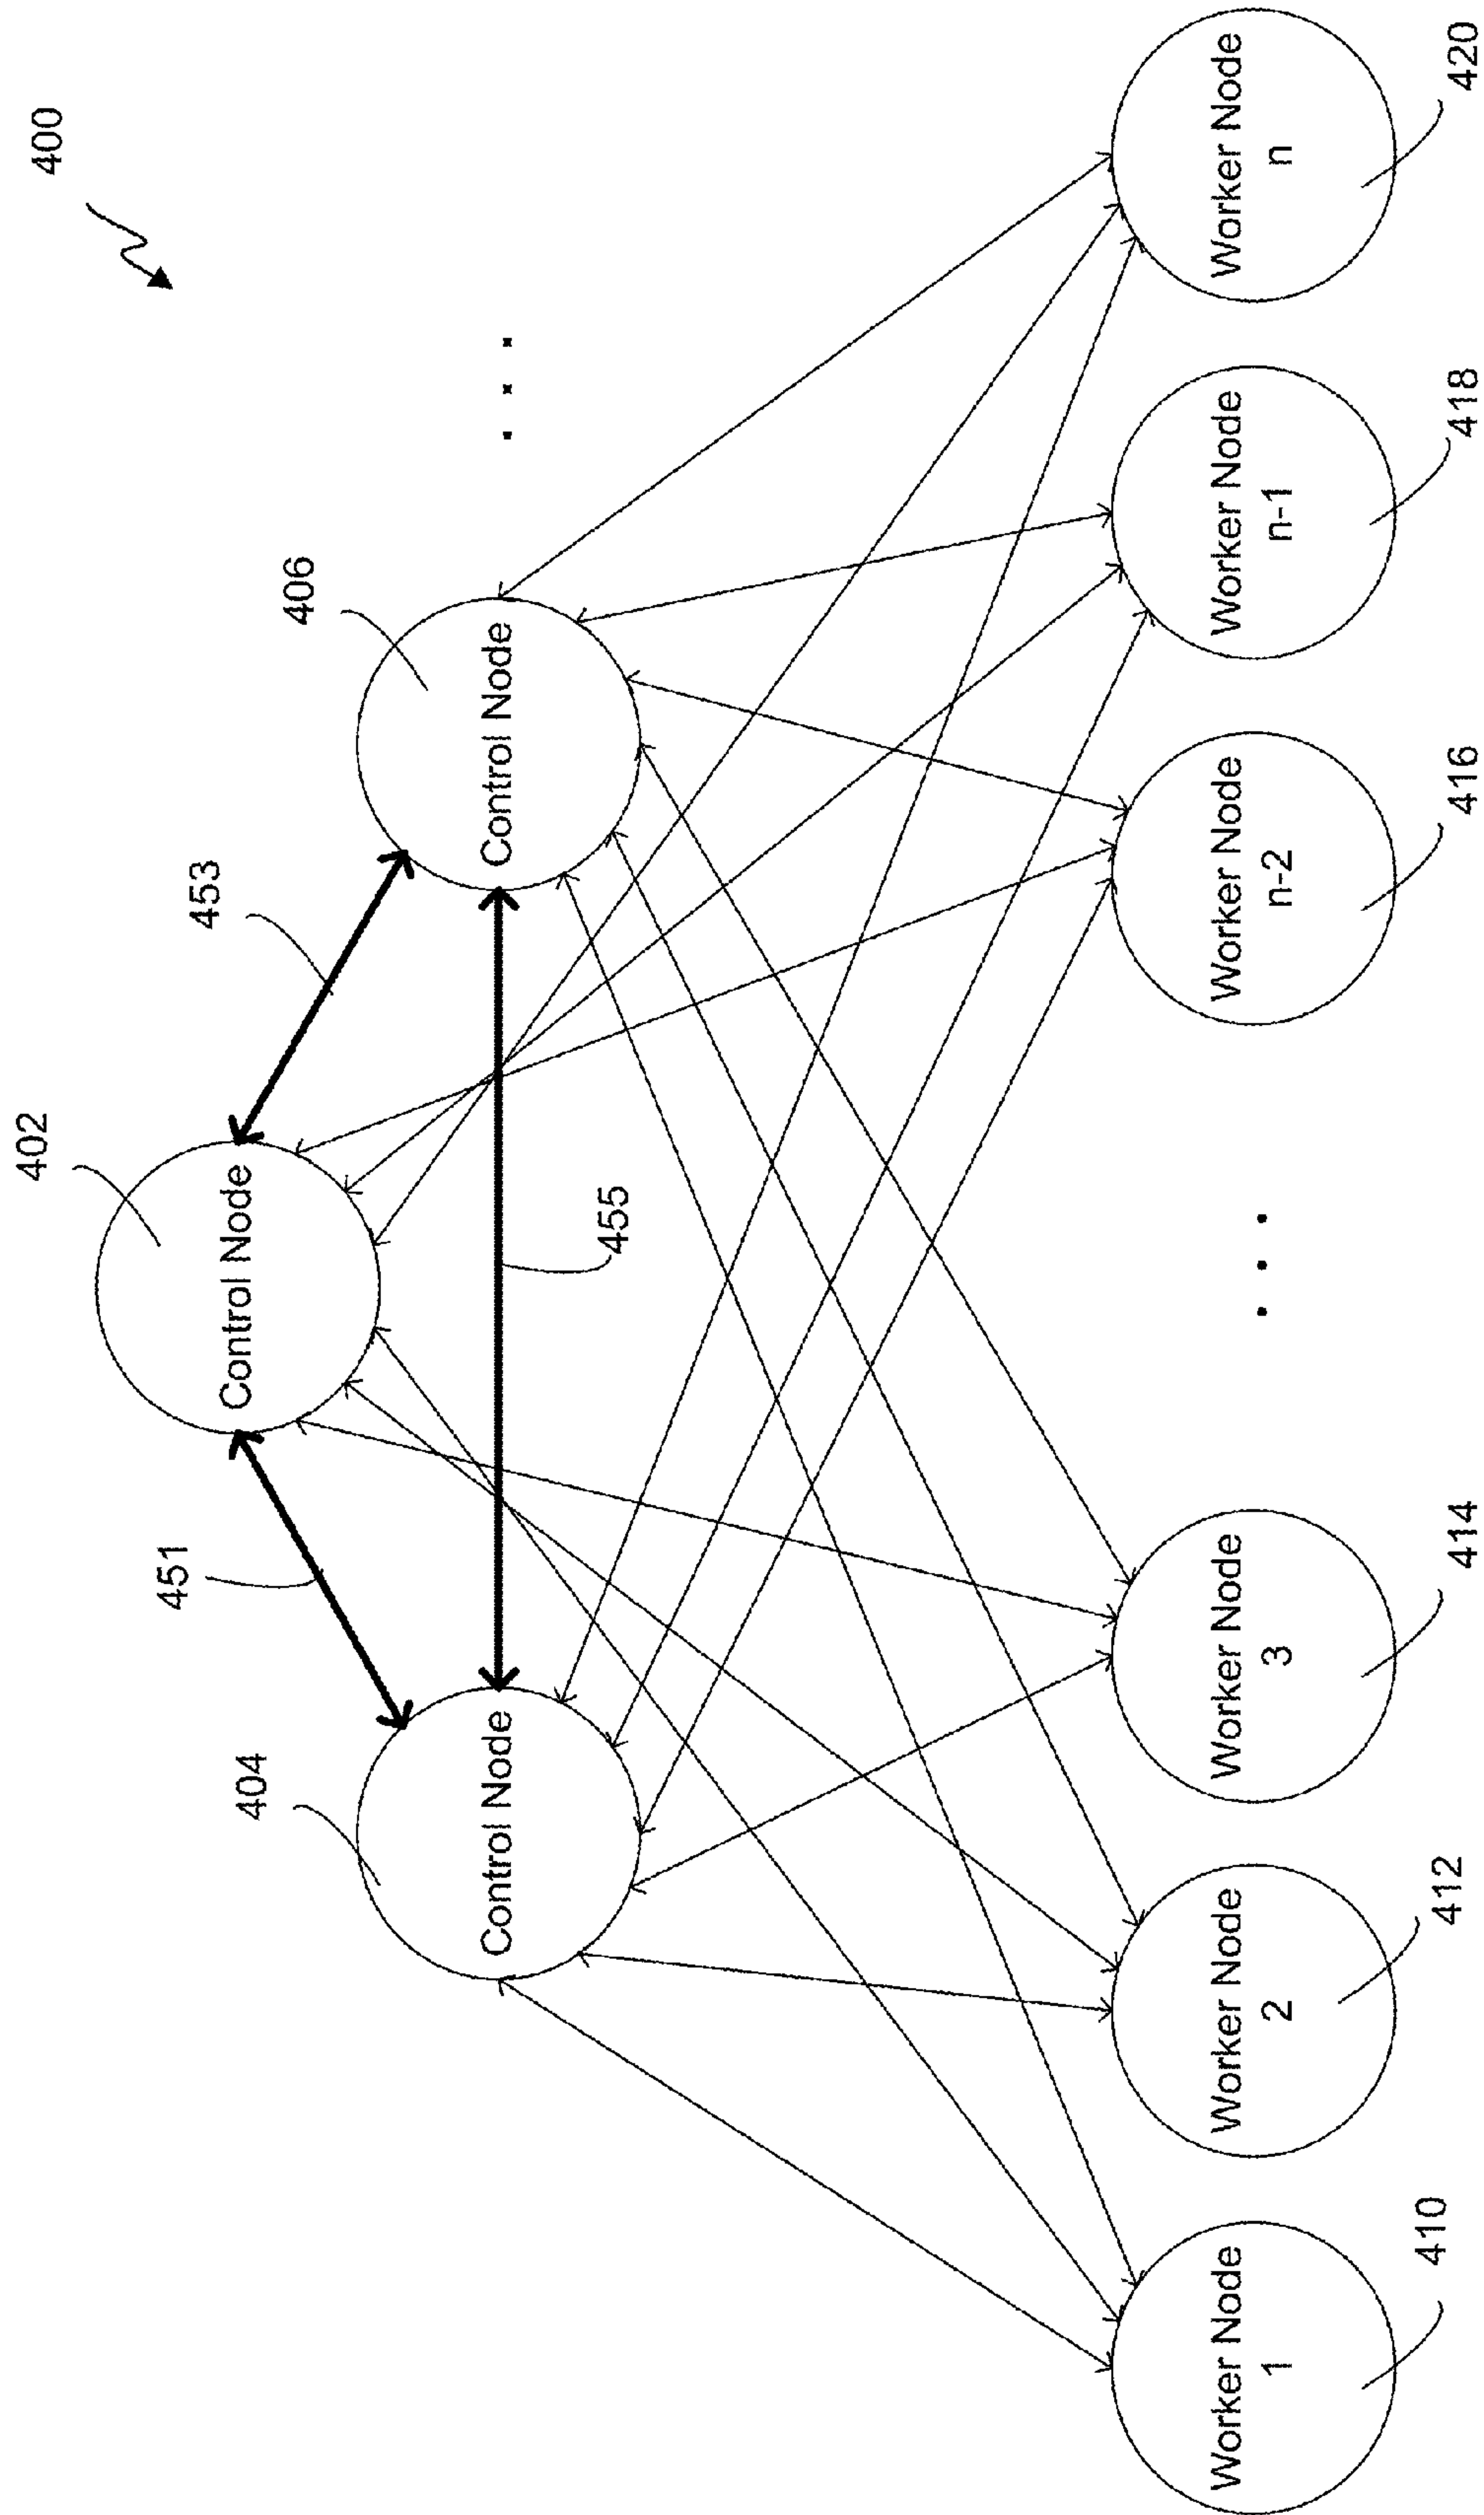 400
402
451
453
404
406
Control Node
Control Node
Control Node
455
. . .
Worker Node
1
Worker Node
2
Worker Node
3
. . .
Worker Node
n-2
Worker Node
n-1
Worker Node
n
410
412
414
416
418
420